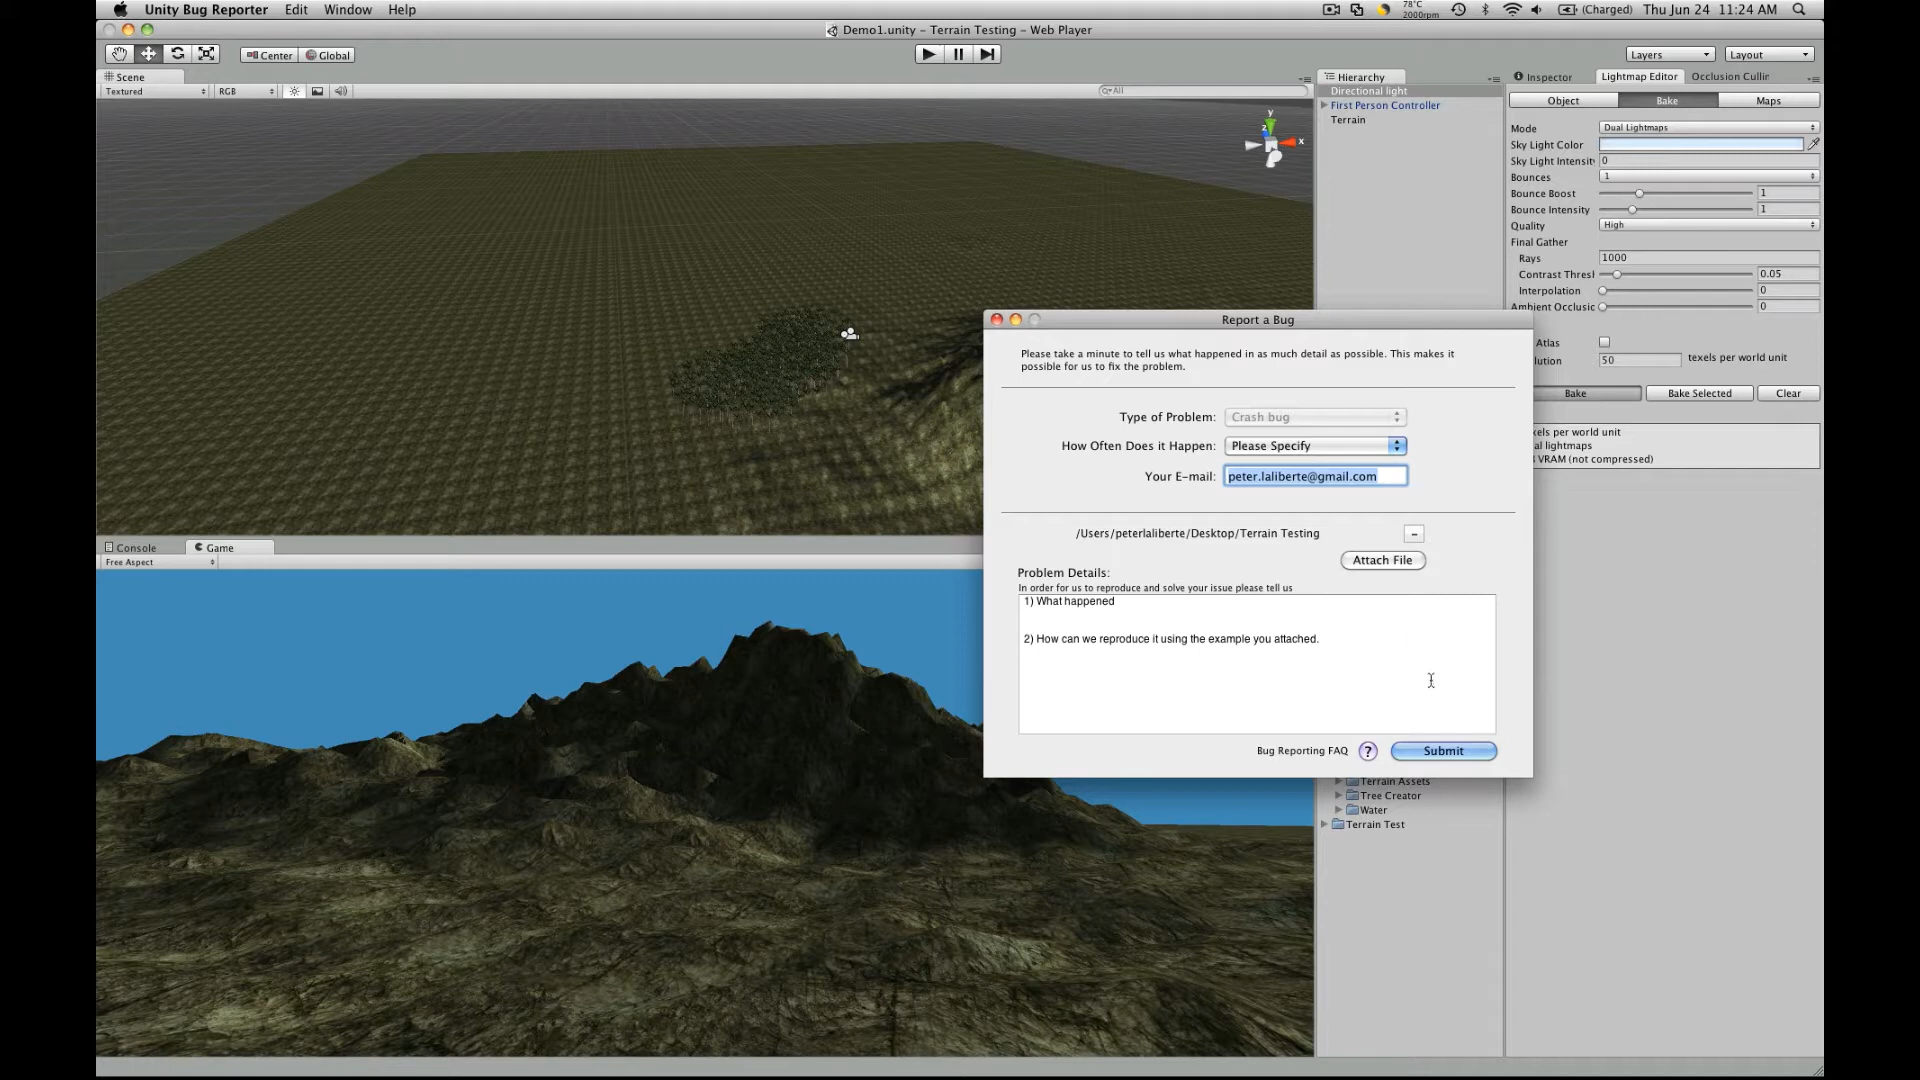 Unity Bug Reporter Edit Window Help
78°C
2000rpm
(Charged) Thu Jun 24 11:24 AM
Demo1.unity – Terrain Testing – Web Player
Center Global
Layers Layout
Scene
Textured RGB
All
Hierarchy
Directional light
First Person Controller
Terrain
y
z
x
Inspector Lightmap Editor Occlusion Cullin
Object Bake Maps
Mode Dual Lightmaps
Sky Light Color
Sky Light Intensit 0
Bounces 1
Bounce Boost 1
Bounce Intensity 1
Quality High
Final Gather
Rays 1000
Contrast Thresl 0.05
Interpolation 0
Ambient Occlusic 0
Atlas
lution 50 texels per world unit
Bake Bake Selected Clear
xels per world unit
al lightmaps
VRAM (not compressed)
Report a Bug
Please take a minute to tell us what happened in as much detail as possible. This makes it
possible for us to fix the problem.
Type of Problem: Crash bug
How Often Does it Happen: Please Specify
Your E-mail: peter.laliberte@gmail.com
/Users/peterlaliberte/Desktop/Terrain Testing –
Attach File
Problem Details:
In order for us to reproduce and solve your issue please tell us
1) What happened
2) How can we reproduce it using the example you attached.
Bug Reporting FAQ ? Submit
Console Game
Free Aspect
Terrain Assets
Tree Creator
Water
Terrain Test